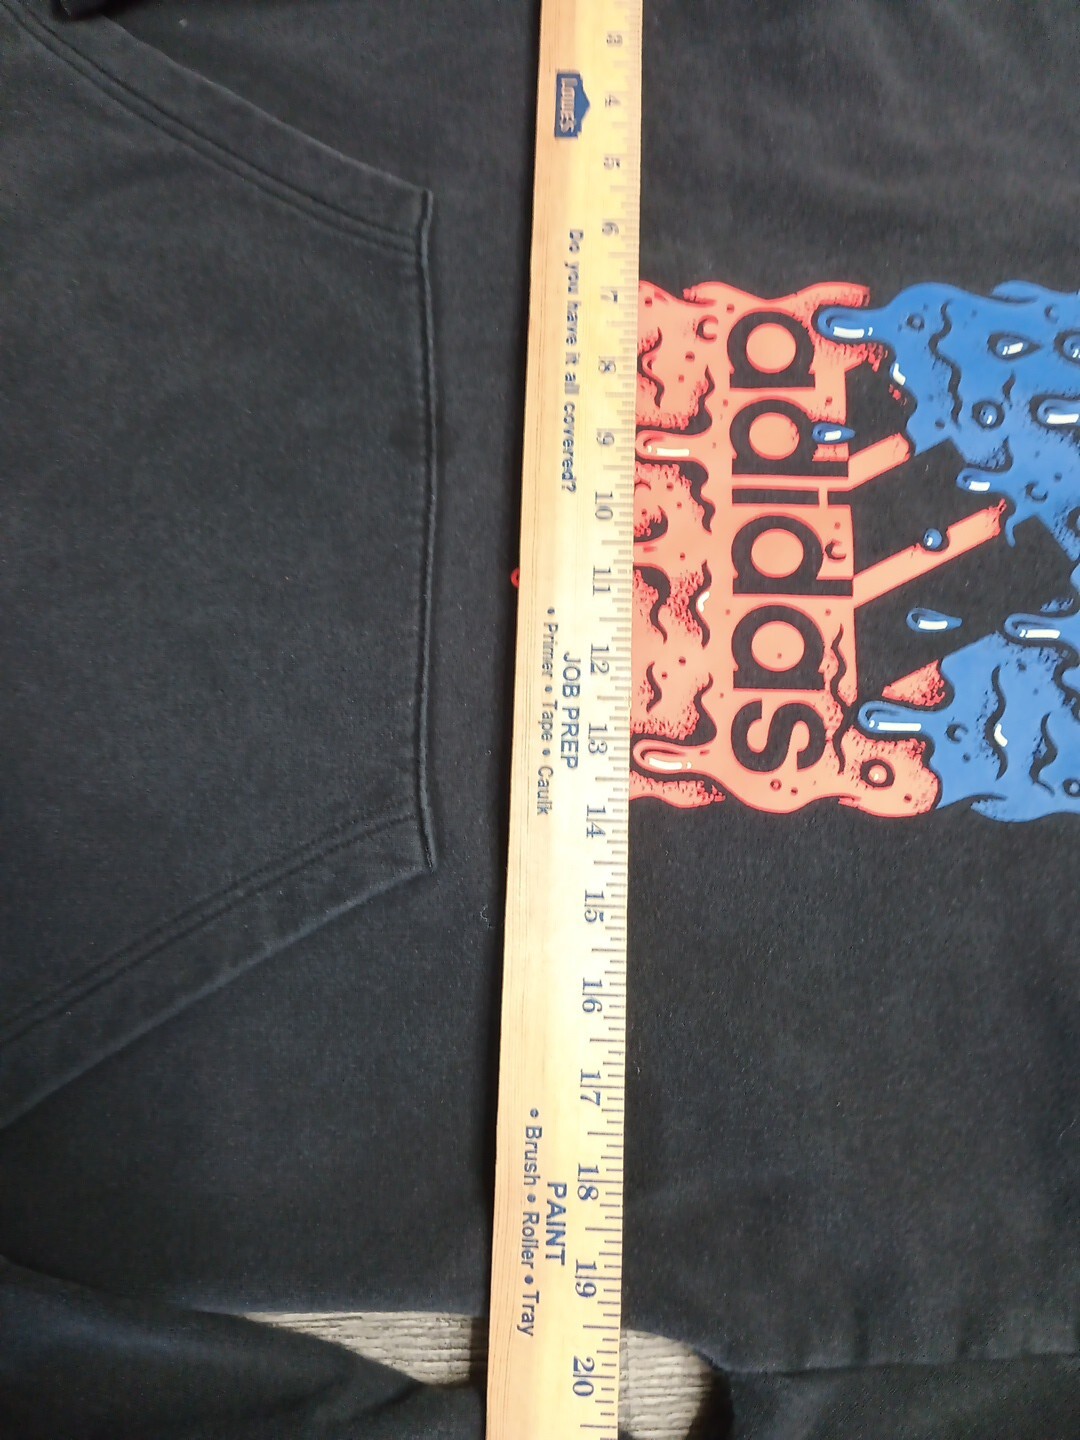 Lowe's
3
4
5
6
7
8
9
10
11
12
13
14
15
16
17
18
19
20
Do you have it all covered?
JOB PREP
• Primer • Tape • Caulk
PAINT
• Brush • Roller • Tray
adidas